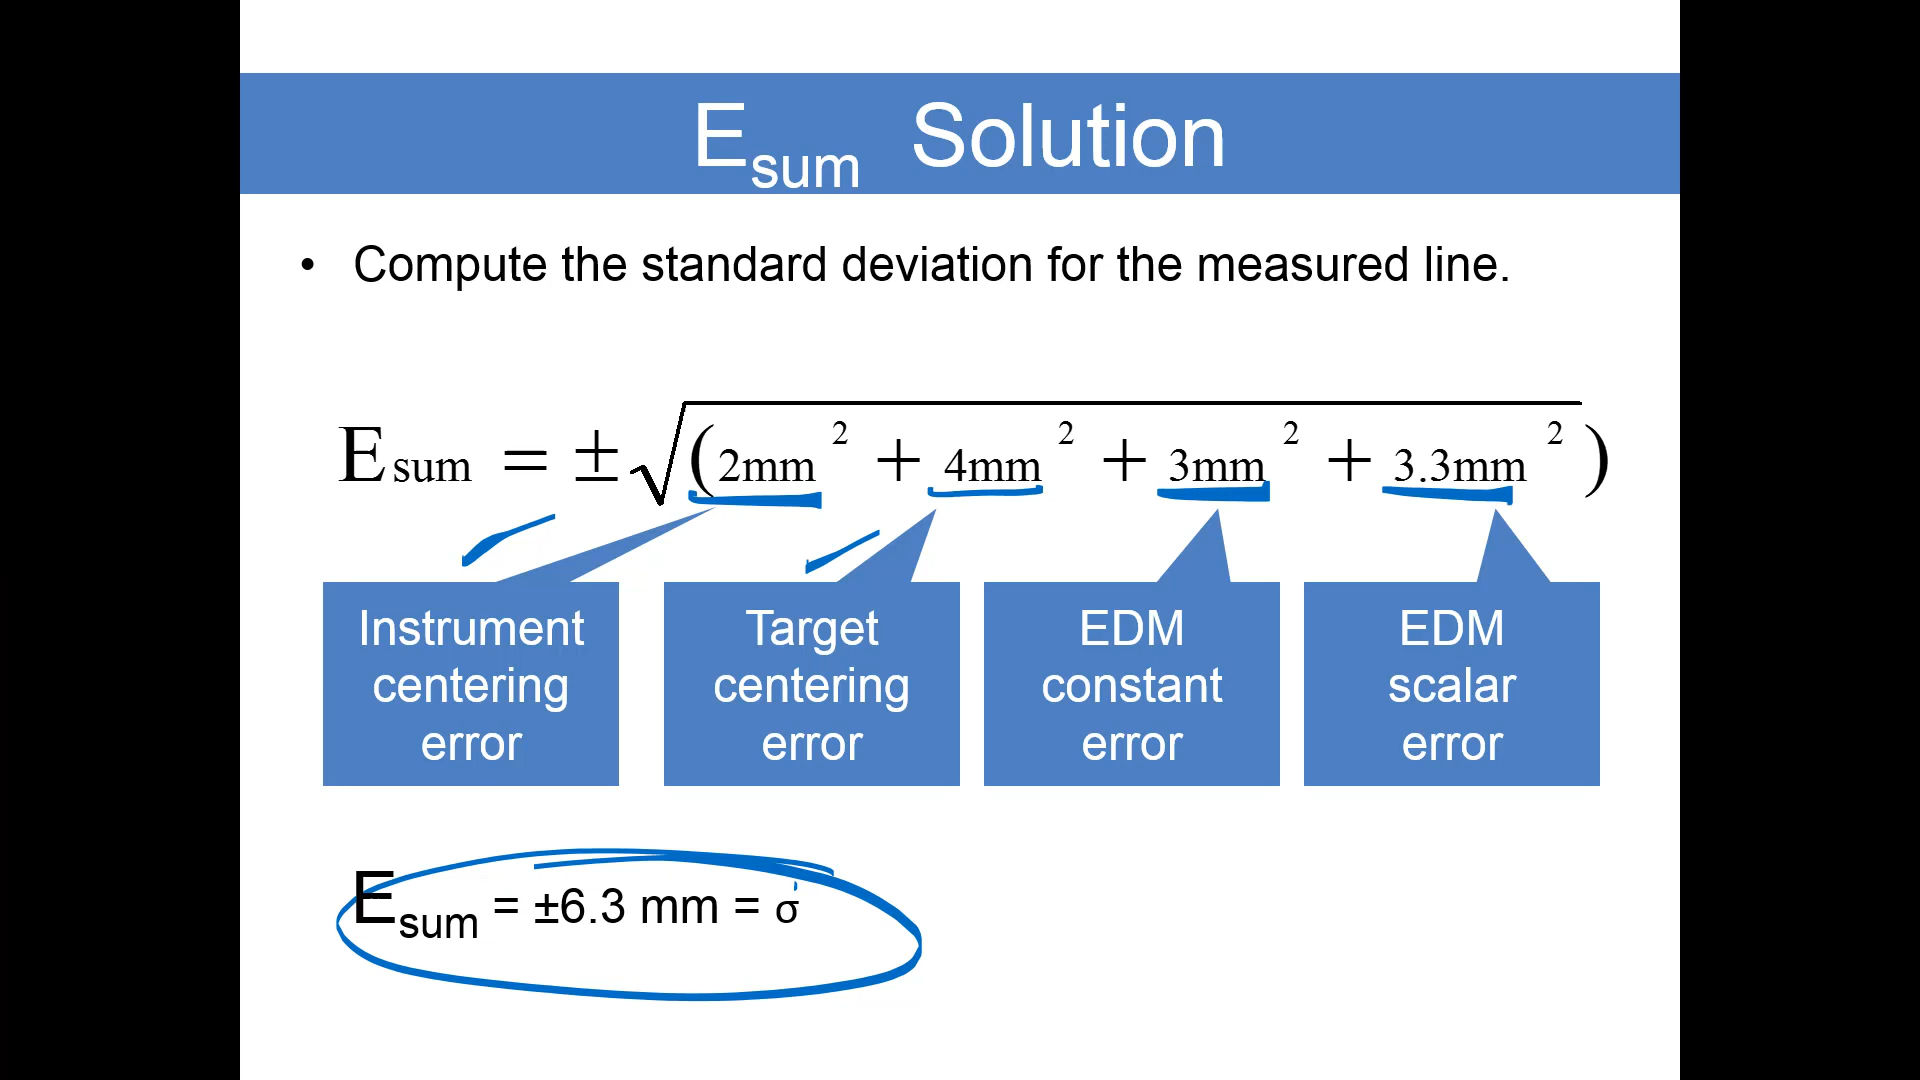 Esum Solution
• Compute the standard deviation for the measured line.
Esum = ±√(2mm² + 4mm² + 3mm² + 3.3mm²)
Instrument
centering
error
Target
centering
error
EDM
constant
error
EDM
scalar
error
Esum = ±6.3 mm = σ